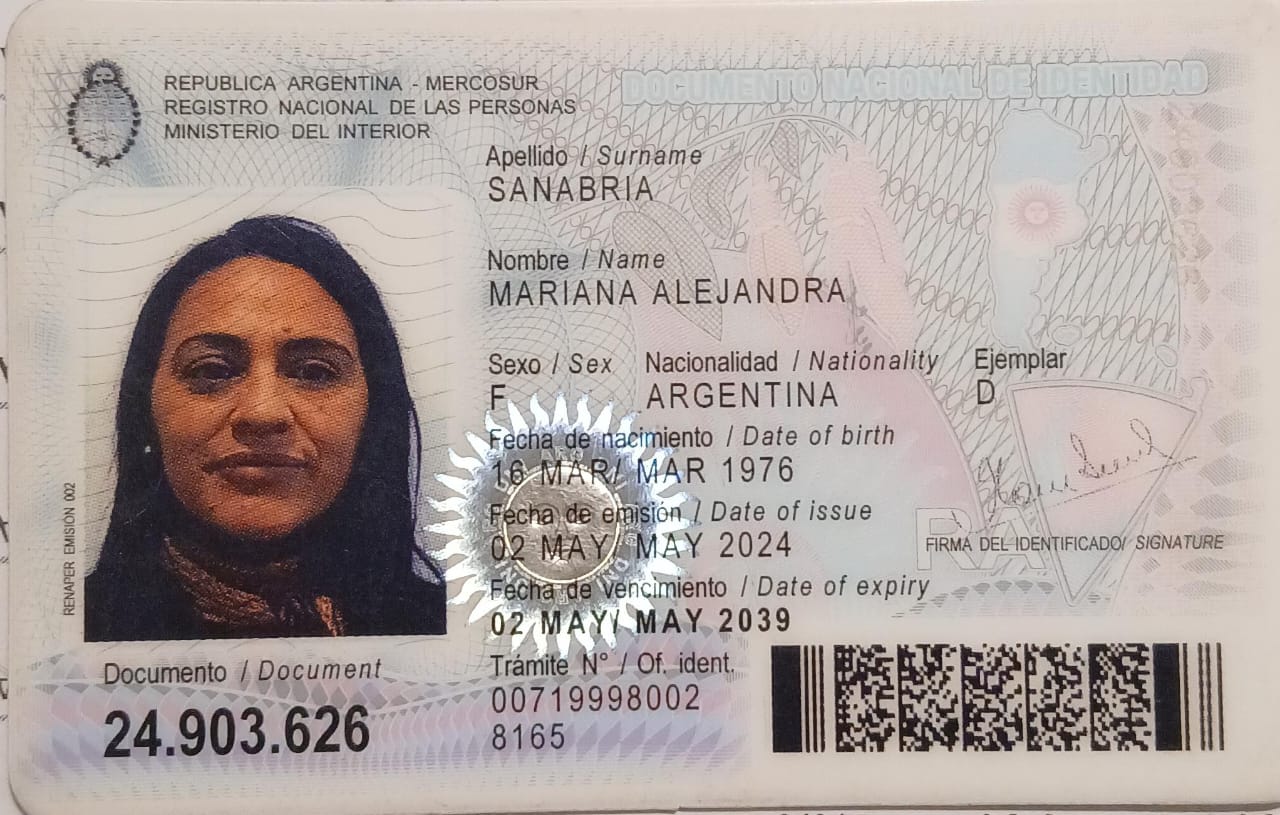 REPUBLICA ARGENTINA - MERCOSUR
REGISTRO NACIONAL DE LAS PERSONAS
MINISTERIO DEL INTERIOR
DOCUMENTO NACIONAL DE IDENTIDAD
Apellido / Surname
SANABRIA
Nombre / Name
MARIANA ALEJANDRA
Sexo / Sex Nacionalidad / Nationality Ejemplar
F ARGENTINA D
Fecha de nacimiento / Date of birth
16 MAR/ MAR 1976
Fecha de emisión / Date of issue
02 MAY/ MAY 2024
FIRMA DEL IDENTIFICADO/ SIGNATURE
Fecha de vencimiento / Date of expiry
02 MAY/ MAY 2039
RENAPER EMISION 002
Documento / Document
24.903.626
Trámite N° / Of. ident.
00719998002
8165
RA